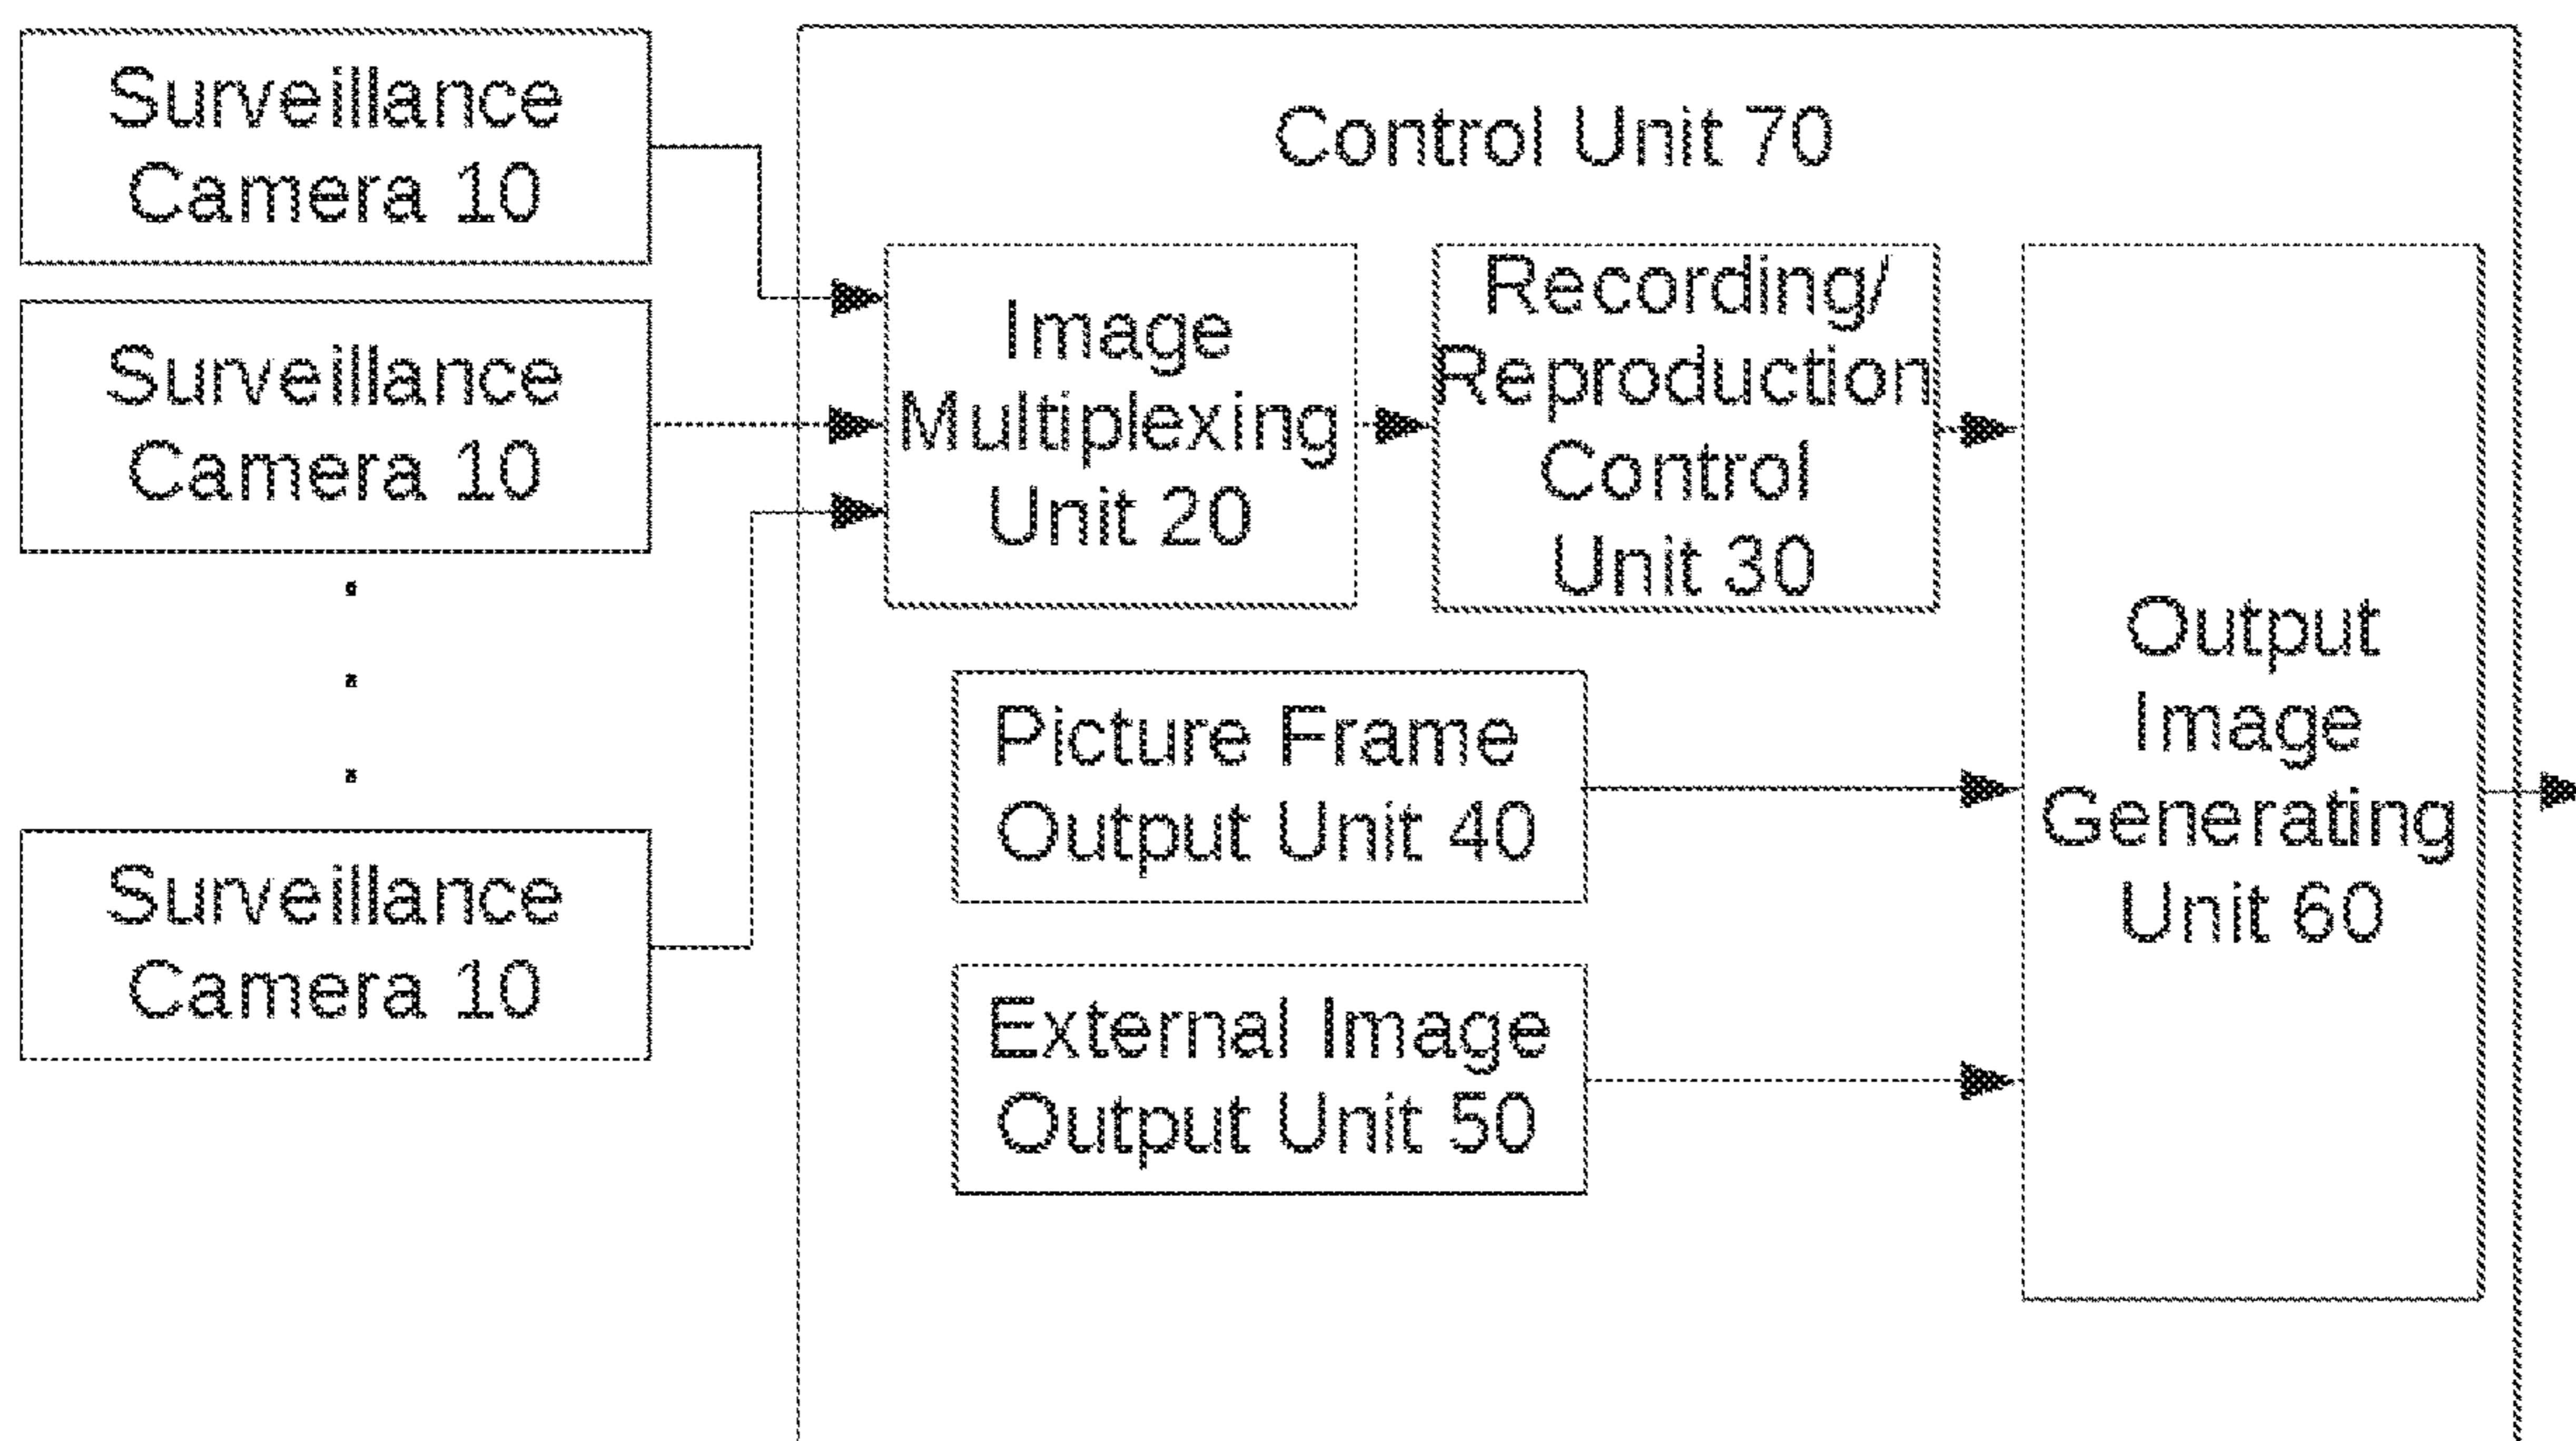 Surveillance
Camera 10
Surveillance
Camera 10
Surveillance
Camera 10
Control Unit 70
Image
Multiplexing
Unit 20
Recording/
Reproduction
Control
Unit 30
Picture Frame
Output Unit 40
External Image
Output Unit 50
Output
Image
Generating
Unit 60